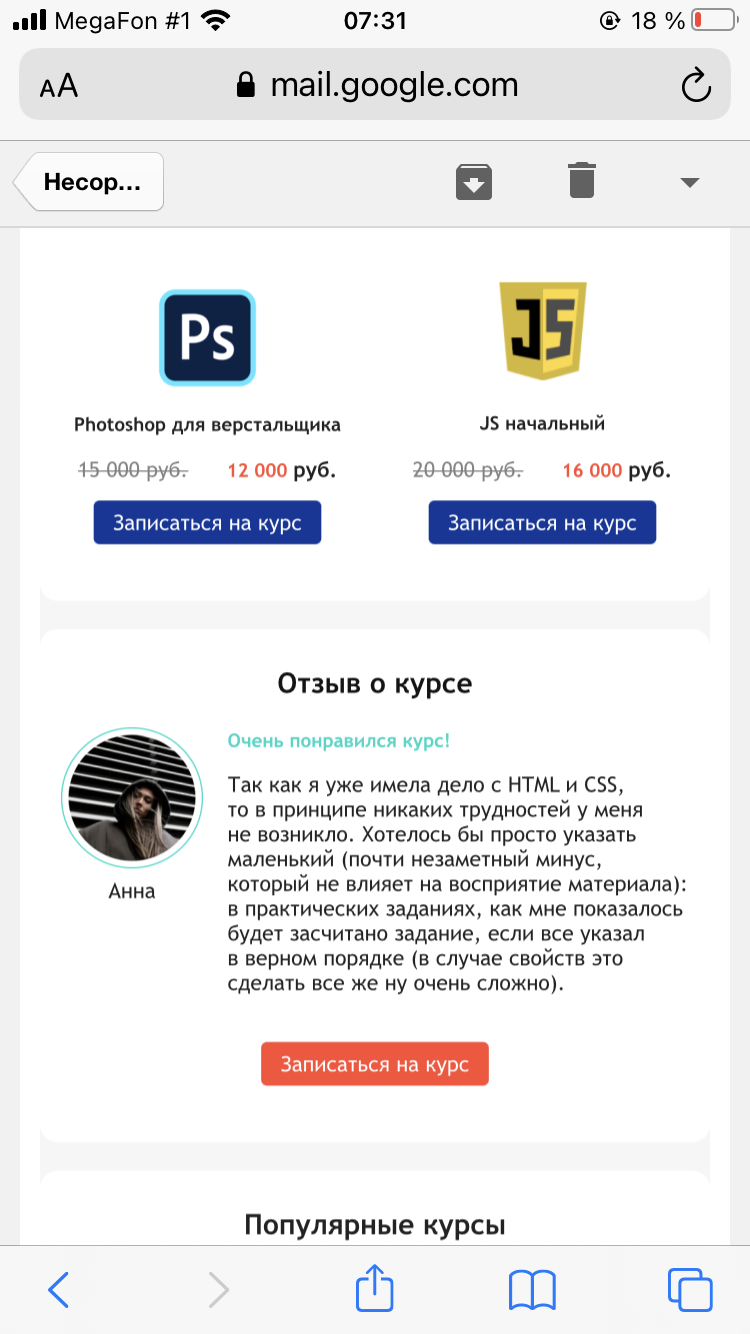 MegaFon #1 07:31 18 %
AA mail.google.com
Несор...
Ps JS
Photoshop для верстальщика JS начальный
15 000 руб. 12 000 руб. 20 000 руб. 16 000 руб.
Записаться на курс Записаться на курс
Отзыв о курсе
Очень понравился курс!
Так как я уже имела дело с HTML и CSS,
то в принципе никаких трудностей у меня
не возникло. Хотелось бы просто указать
маленький (почти незаметный минус,
который не влияет на восприятие материала):
в практических заданиях, как мне показалось
будет засчитано задание, если все указал
в верном порядке (в случае свойств это
сделать все же ну очень сложно).
Анна
Записаться на курс
Популярные курсы